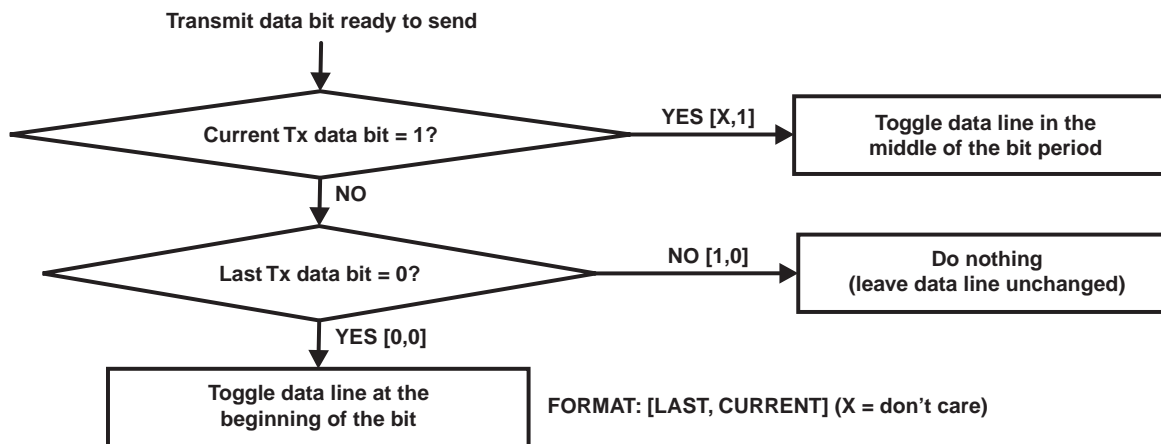 Transmit data bit ready to send
Current Tx data bit = 1?
YES [X,1]
Toggle data line in the
middle of the bit period
NO
Last Tx data bit = 0?
NO [1,0]
Do nothing
(leave data line unchanged)
YES [0,0]
Toggle data line at the
beginning of the bit
FORMAT: [LAST, CURRENT] (X = don't care)